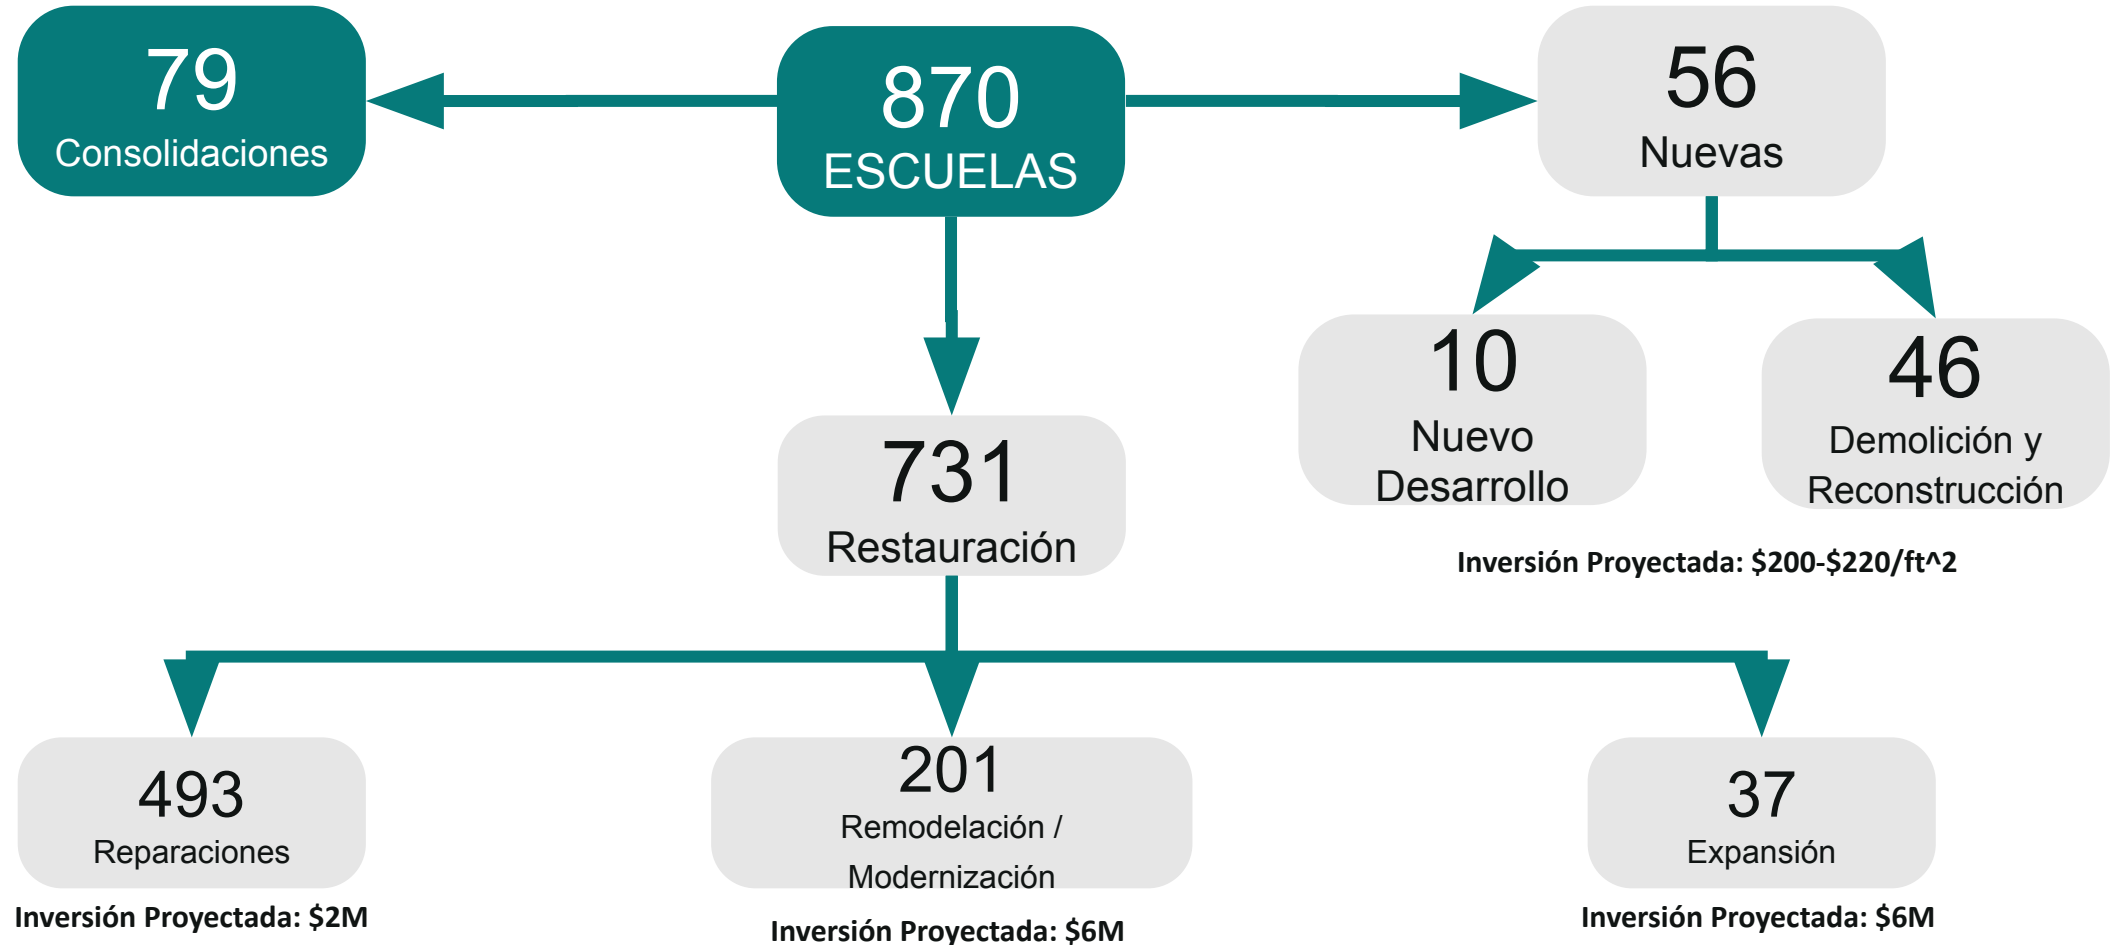 79
Consolidaciones
870
ESCUELAS
56
Nuevas
10
Nuevo
Desarrollo
46
Demolición y
Reconstrucción
Inversión Proyectada: $200-$220/ft^2
731
Restauración
493
Reparaciones
Inversión Proyectada: $2M
201
Remodelación /
Modernización
Inversión Proyectada: $6M
37
Expansión
Inversión Proyectada: $6M